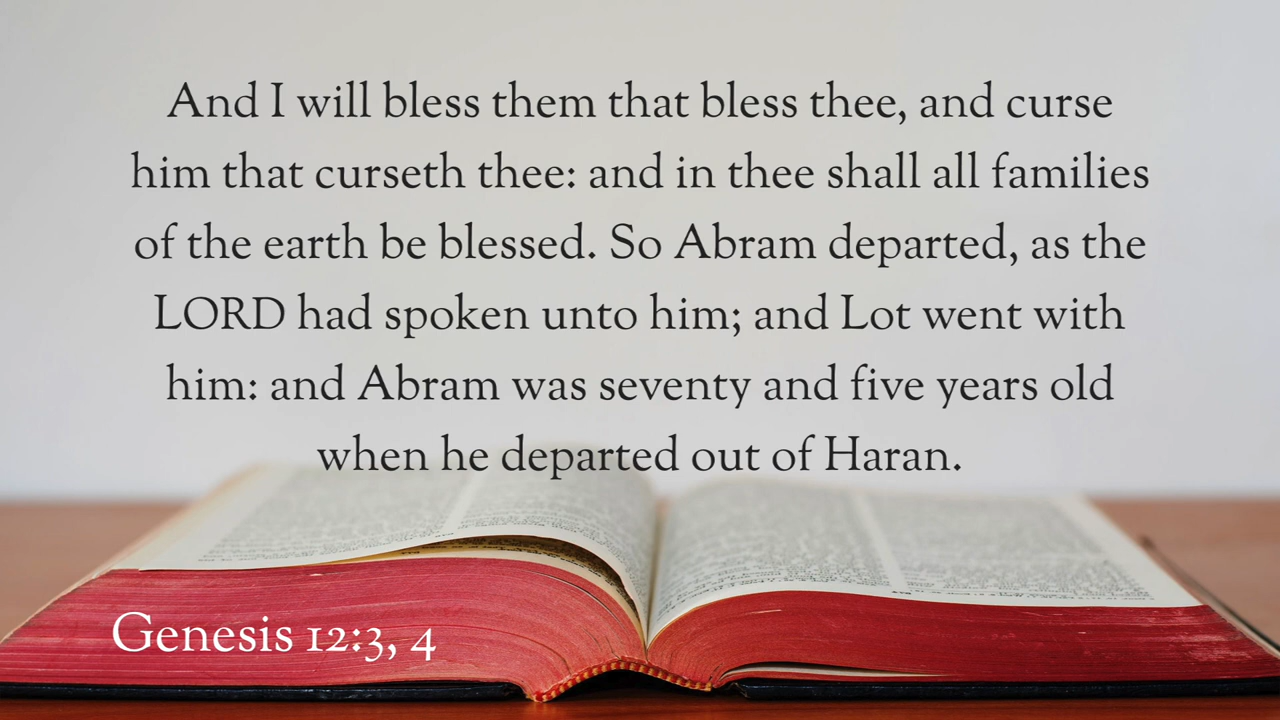 And I will bless them that bless thee, and curse
him that curseth thee: and in thee shall all families
of the earth be blessed. So Abram departed, as the
LORD had spoken unto him; and Lot went with
him: and Abram was seventy and five years old
when he departed out of Haran.
Genesis 12:3, 4